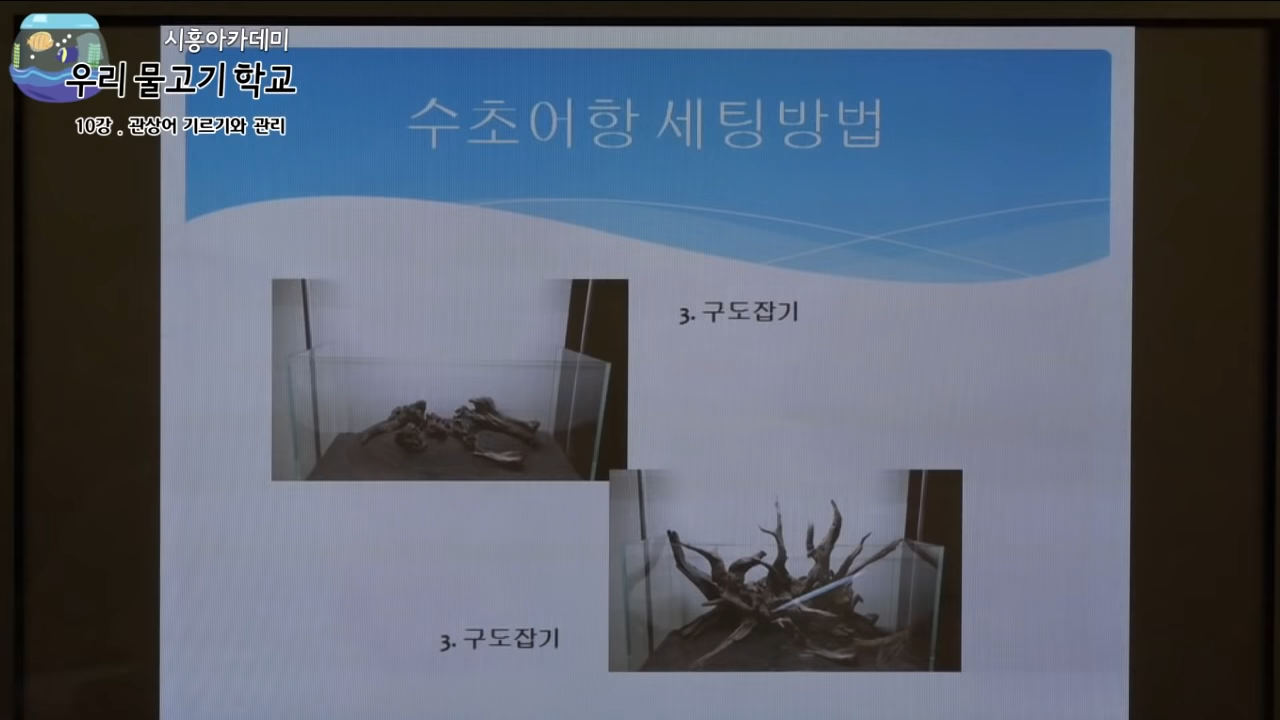 시흥아카데미
우리 물고기 학교
10강 . 관상어 기르기와 관리
수초어항 세팅방법
3. 구도잡기
3. 구도잡기